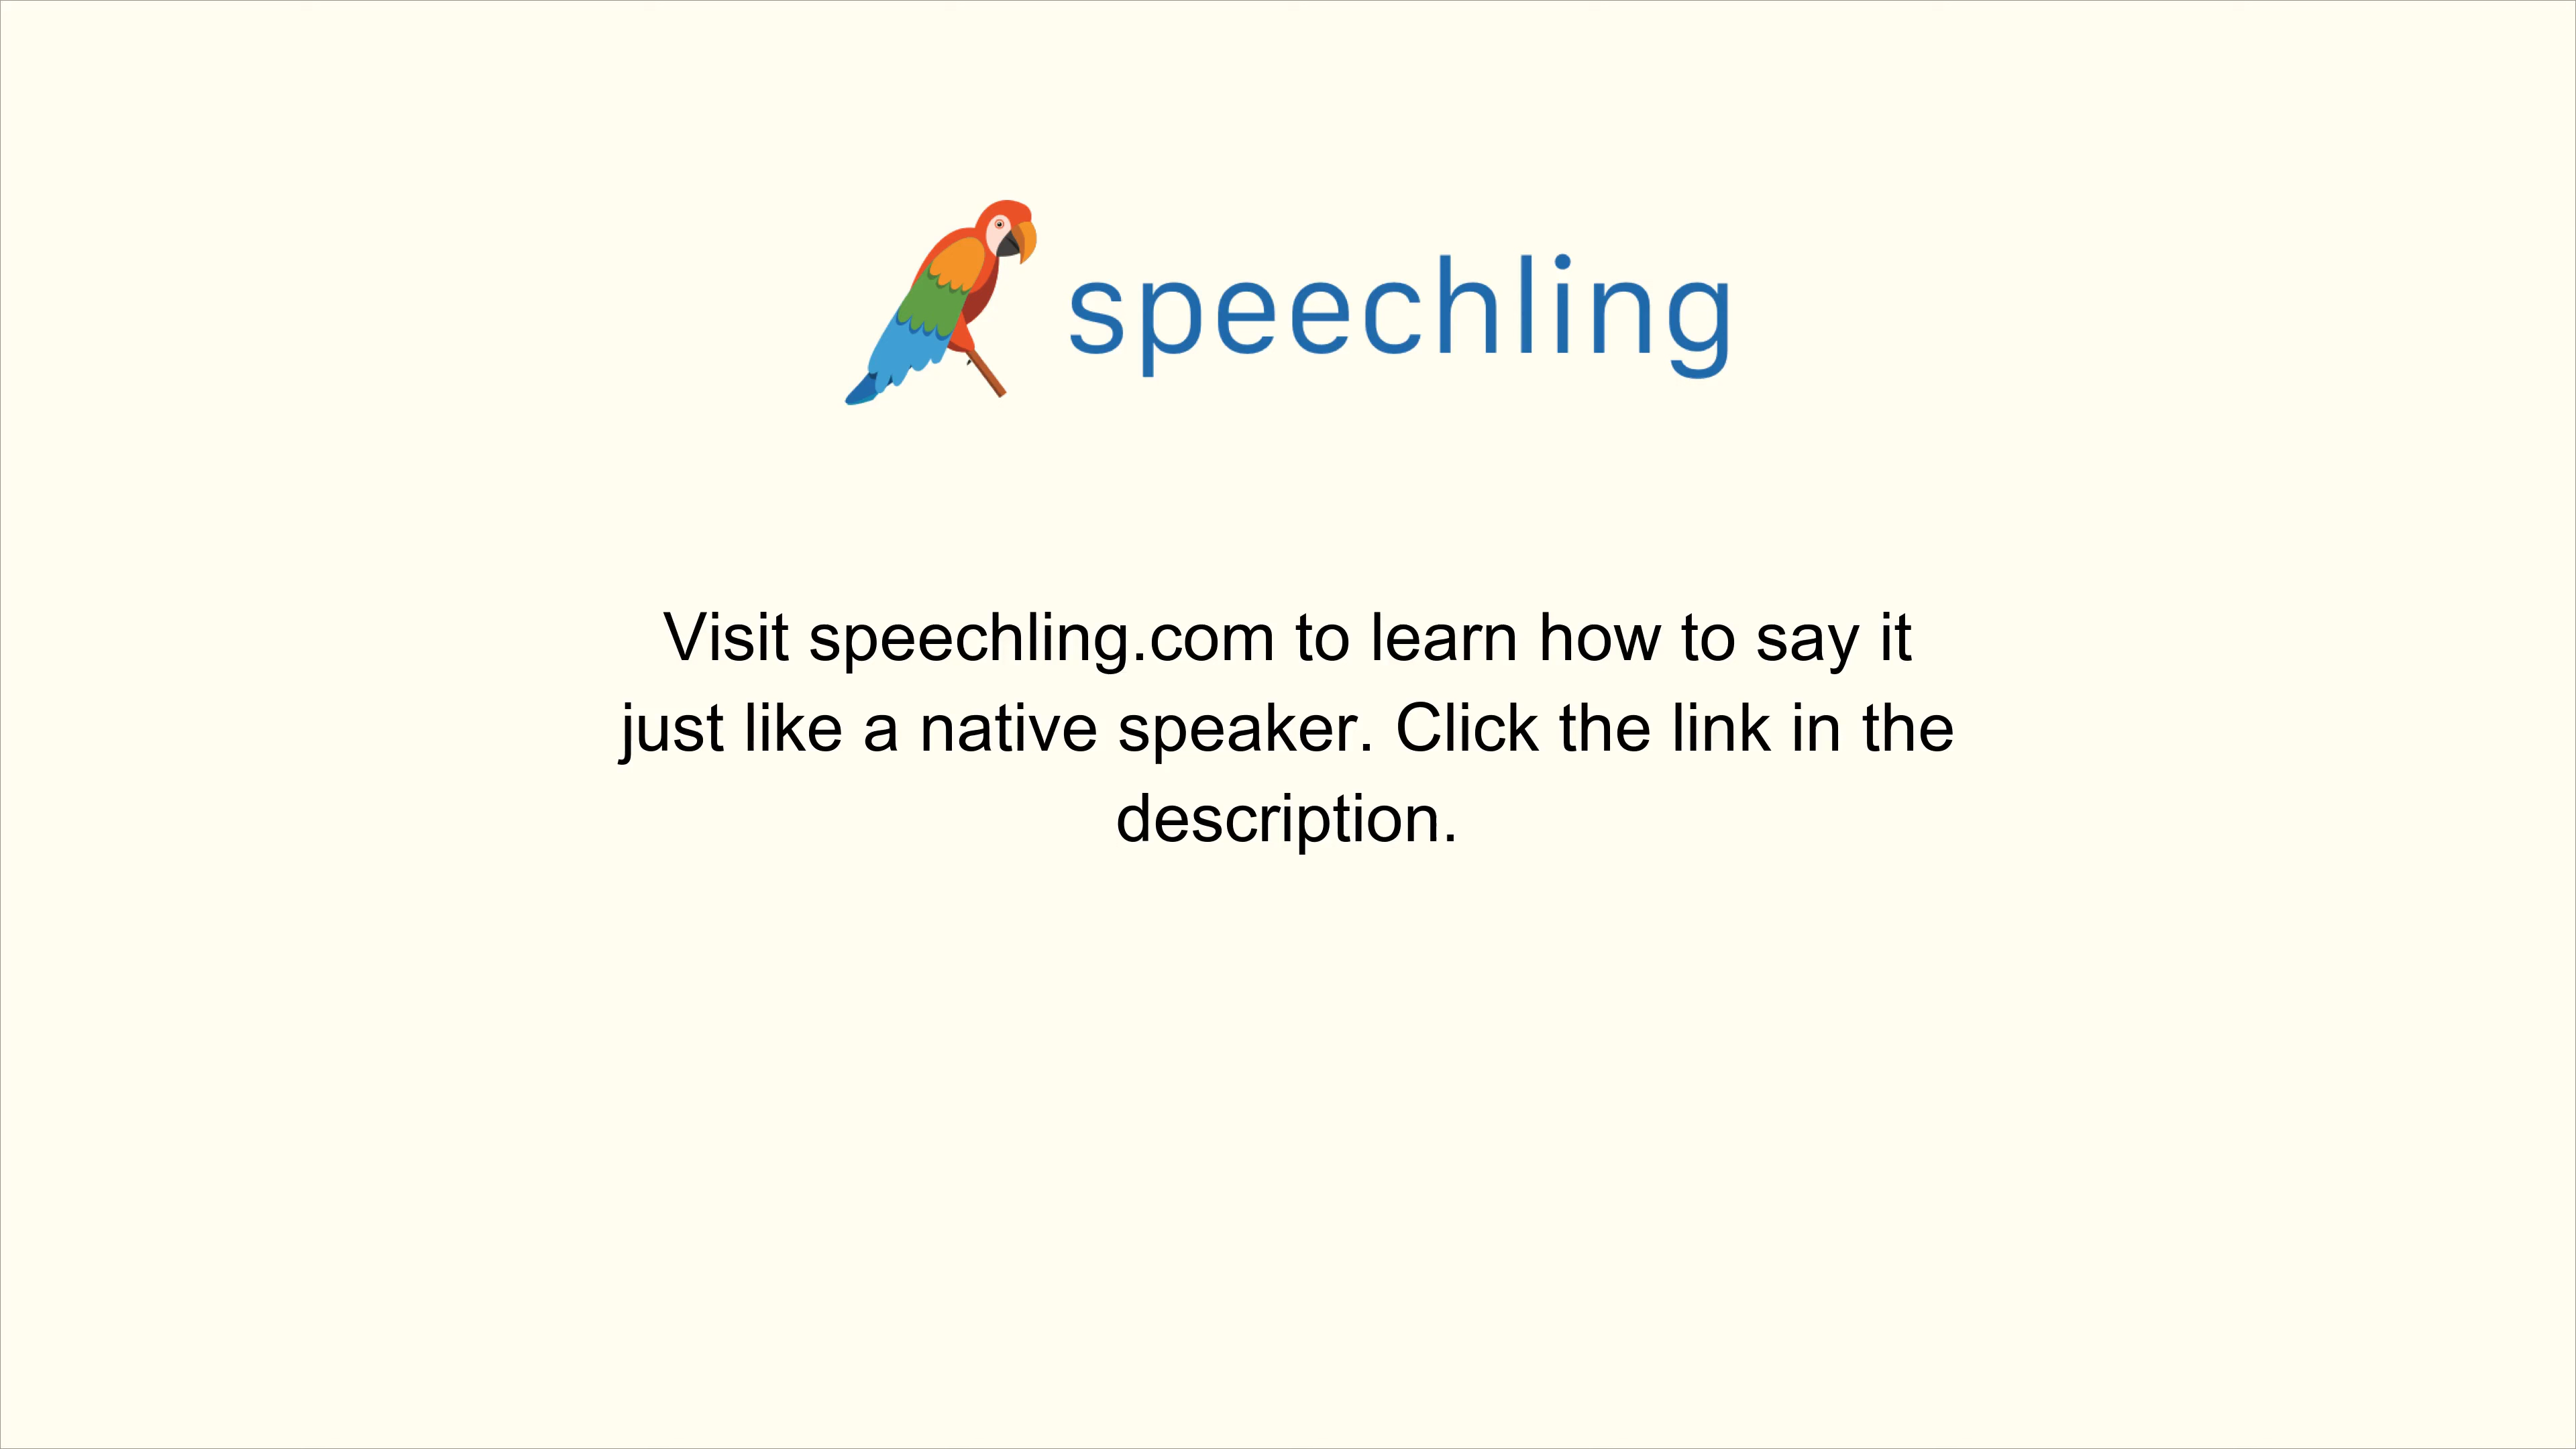 speechling
Visit speechling.com to learn how to say it
just like a native speaker. Click the link in the
description.